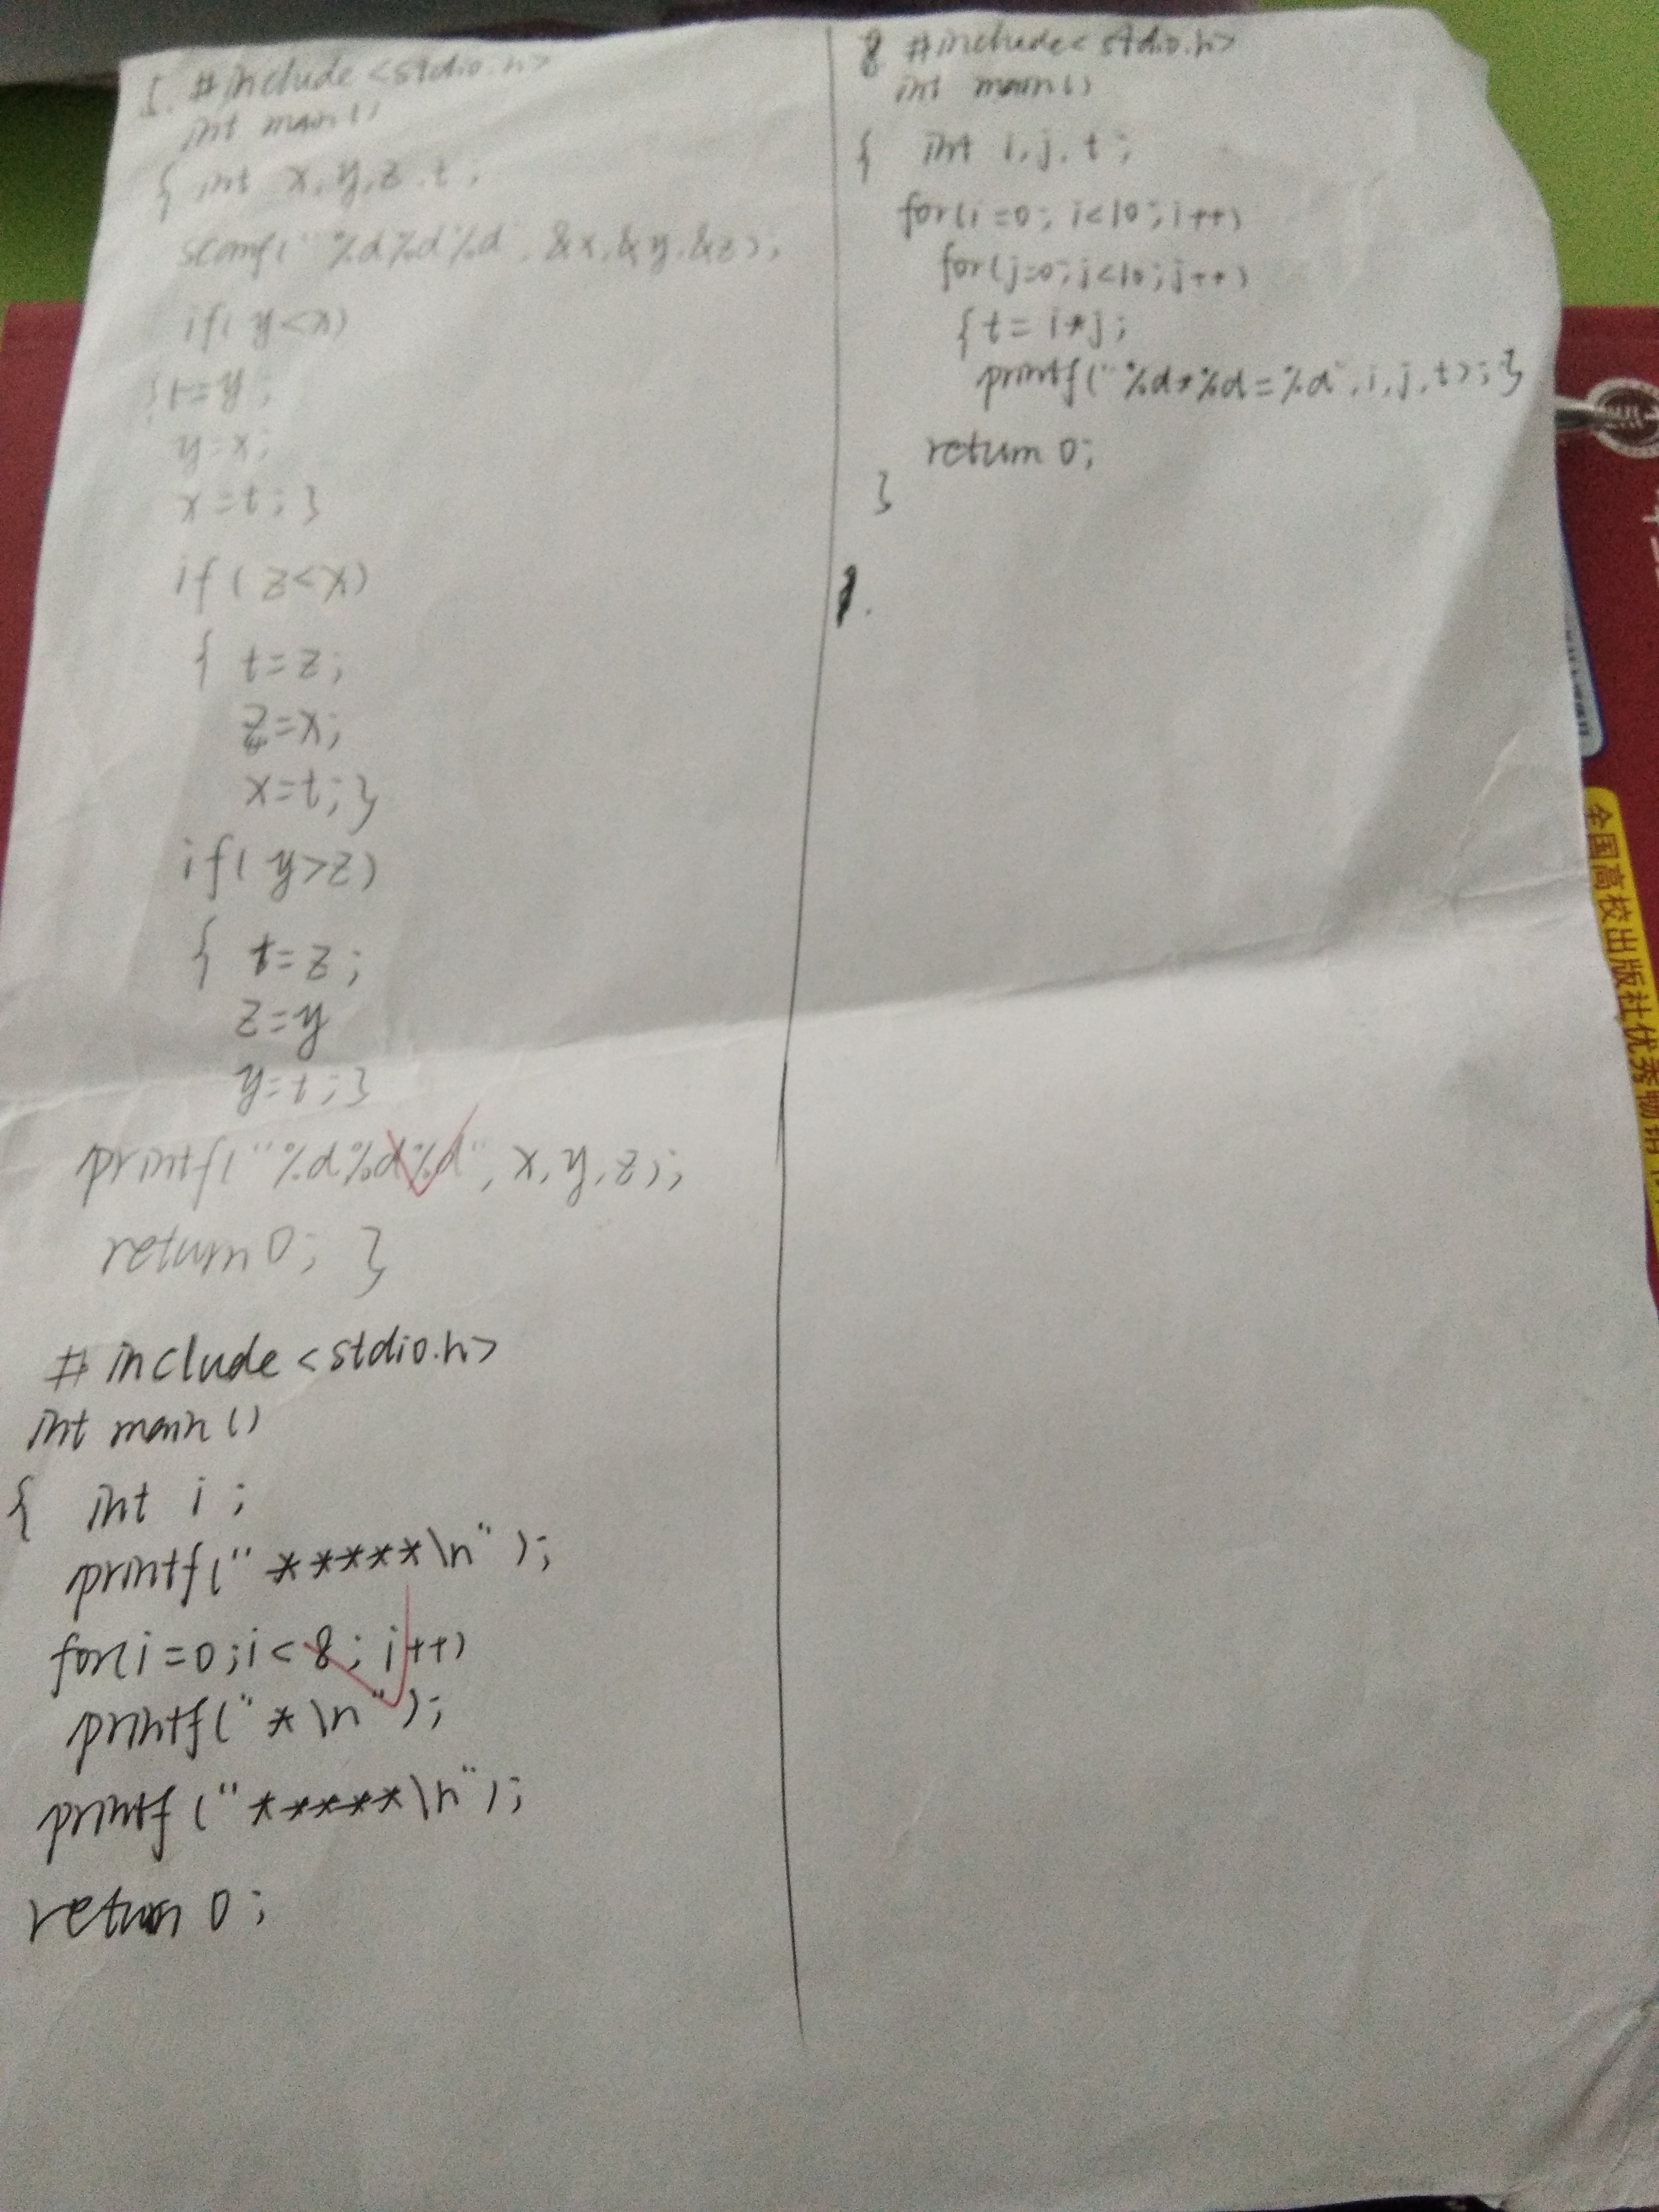 5. #include <stdio.h>
int main()
{ int x,y,z,t;
scanf("%d%d%d",&x,&y,&z);
if(y<x)
{t=y;
y=x;
x=t;}
if(z<x)
{ t=z;
z=x;
x=t;}
if(y>z)
{ t=z;
z=y
y=t;}
printf("%d%d%d",x,y,z);
return 0; }
#include<stdio.h>
int main()
{ int i;
printf("*****\n");
for(i=0;i<8;i++)
printf("*\n");
printf("*****\n");
return 0;
8 #include<stdio.h>
int main()
{ int i,j,t;
for(i=0;i<10;i++)
for(j=0;j<10;j++)
{t=i*j;
printf("%d*%d=%d",i,j,t);}
return 0;
}
1.
全国高校出版社优秀畅销